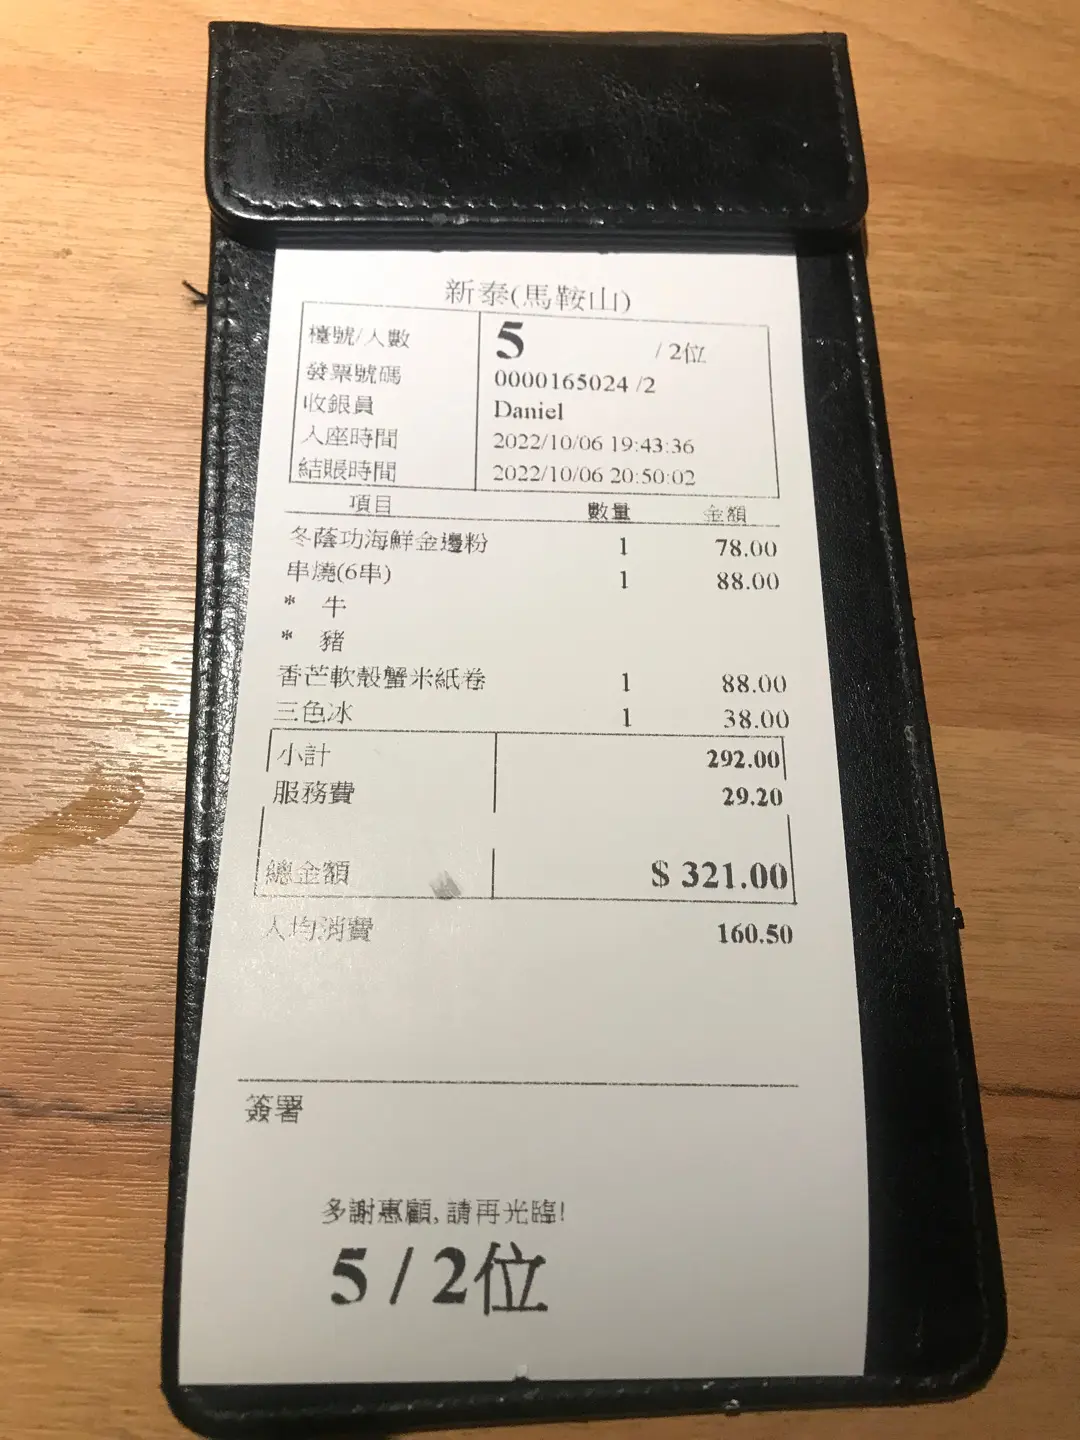 新泰(馬鞍山)
檯號/人數 5 / 2位
發票號碼 0000165024 /2
收銀員 Daniel
入座時間 2022/10/06 19:43:36
結賬時間 2022/10/06 20:50:02
項目 數量 金額
冬蔭功海鮮金邊粉 1 78.00
串燒(6串) 1 88.00
* 牛
* 豬
香芒軟殼蟹米紙卷 1 88.00
三色冰 1 38.00
小計 292.00
服務費 29.20
總金額 $ 321.00
人均消費 160.50
簽署
多謝惠顧,請再光臨!
5 / 2位